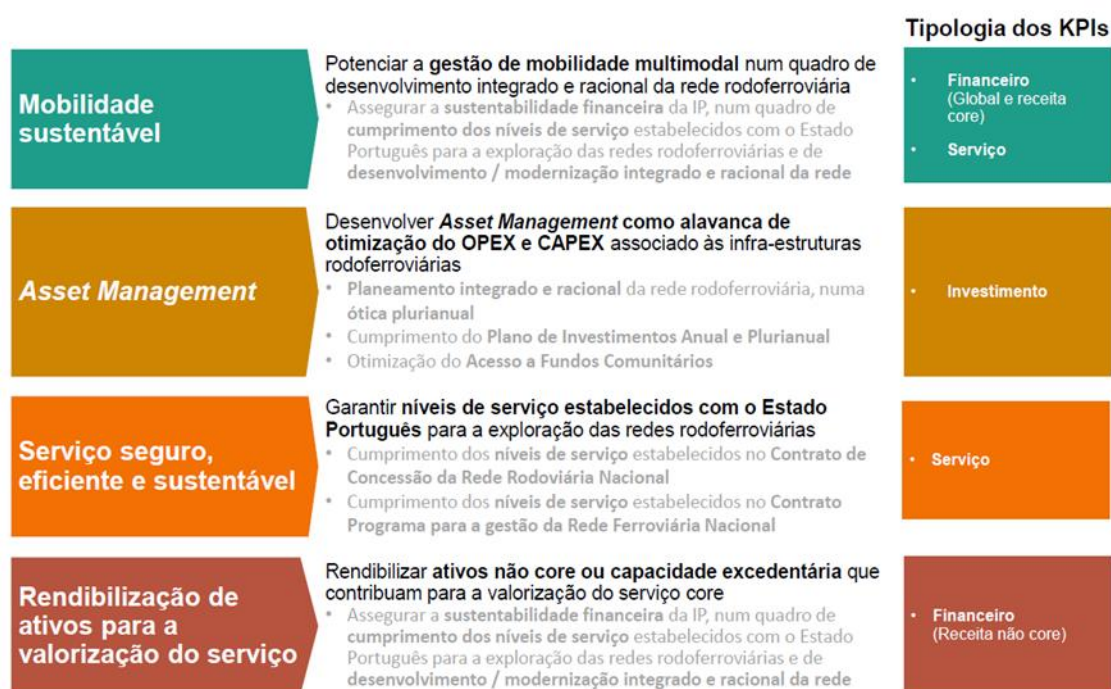 Tipologia dos KPIs
Mobilidade
sustentável
Potenciar a gestão de mobilidade multimodal num quadro de
desenvolvimento integrado e racional da rede rodoferroviária
• Assegurar a sustentabilidade financeira da IP, num quadro de
cumprimento dos níveis de serviço estabelecidos com o Estado
Português para a exploração das redes rodoferroviárias e de
desenvolvimento / modernização integrado e racional da rede
• Financeiro
(Global e receita
core)
• Serviço
Asset Management
Desenvolver Asset Management como alavanca de
otimização do OPEX e CAPEX associado às infra-estruturas
rodoferroviárias
• Planeamento integrado e racional da rede rodoferroviária, numa
ótica plurianual
• Cumprimento do Plano de Investimentos Anual e Plurianual
• Otimização do Acesso a Fundos Comunitários
• Investimento
Serviço seguro,
eficiente e sustentável
Garantir níveis de serviço estabelecidos com o Estado
Português para a exploração das redes rodoferroviárias
• Cumprimento dos níveis de serviço estabelecidos no Contrato de
Concessão da Rede Rodoviária Nacional
• Cumprimento dos níveis de serviço estabelecidos no Contrato
Programa para a gestão da Rede Ferroviária Nacional
• Serviço
Rendibilização de
ativos para a
valorização do serviço
Rendibilizar ativos não core ou capacidade excedentária que
contribuam para a valorização do serviço core
• Assegurar a sustentabilidade financeira da IP, num quadro de
cumprimento dos níveis de serviço estabelecidos com o Estado
Português para a exploração das redes rodoferroviárias e de
desenvolvimento / modernização integrado e racional da rede
• Financeiro
(Receita não core)